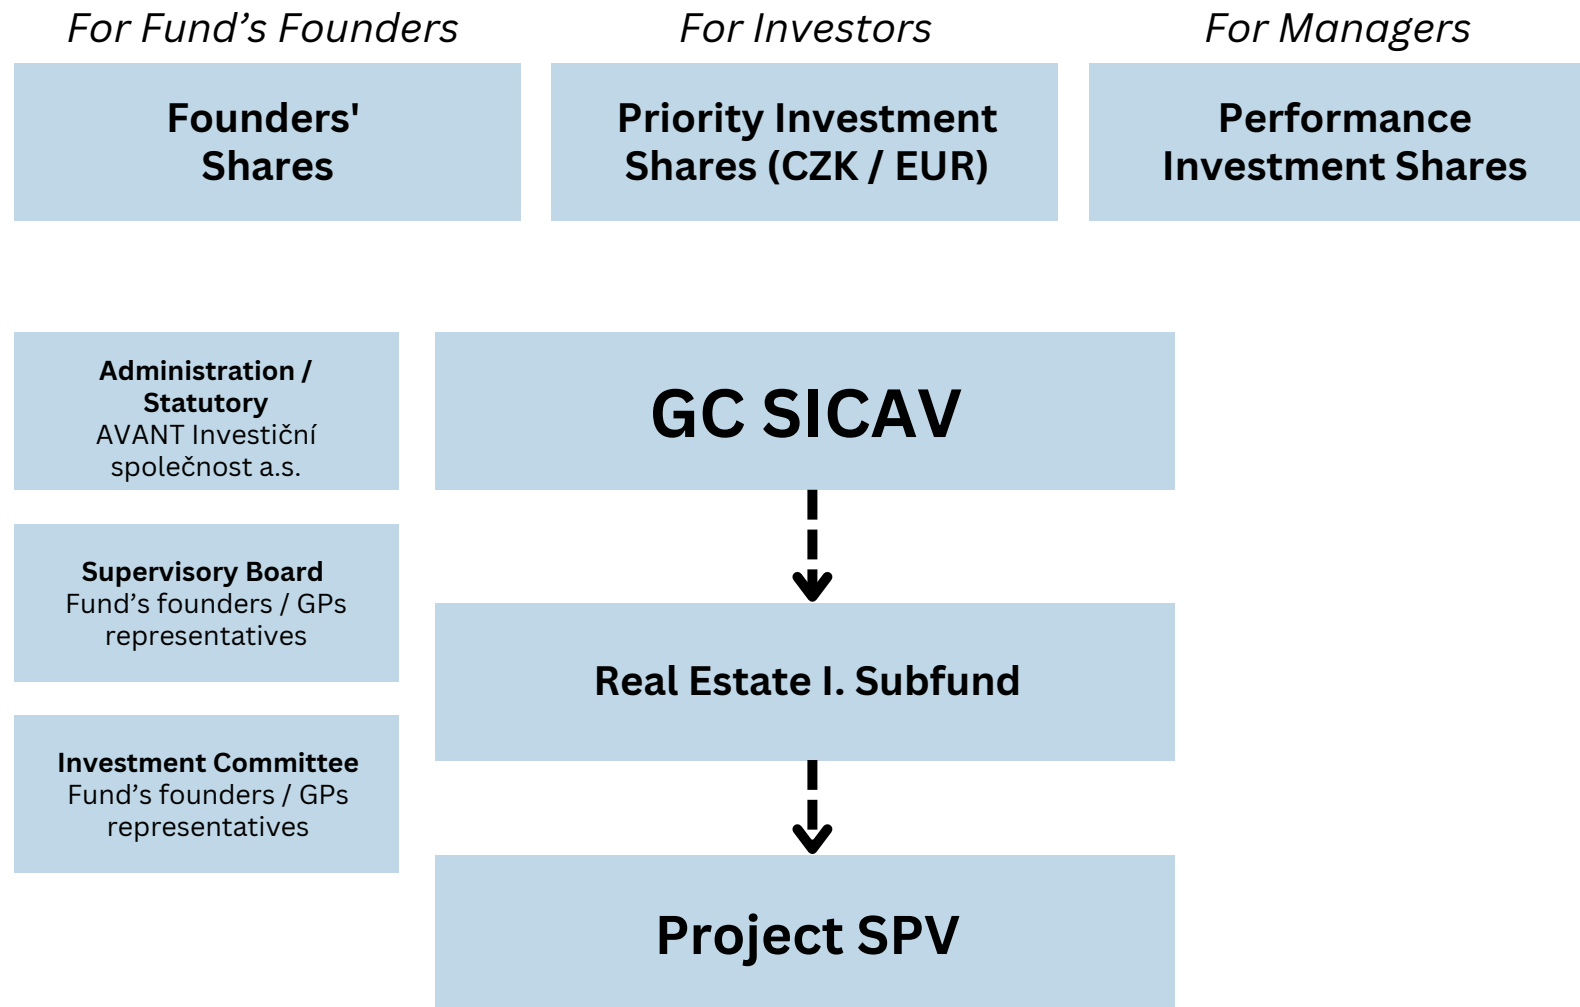 For Fund’s Founders
For Investors
For Managers
Founders'
Shares
Priority Investment
Shares (CZK / EUR)
Performance
Investment Shares
Administration /
Statutory
AVANT Investiční
společnost a.s.
GC SICAV
Supervisory Board
Fund’s founders / GPs
representatives
Real Estate I. Subfund
Investment Committee
Fund’s founders / GPs
representatives
Project SPV